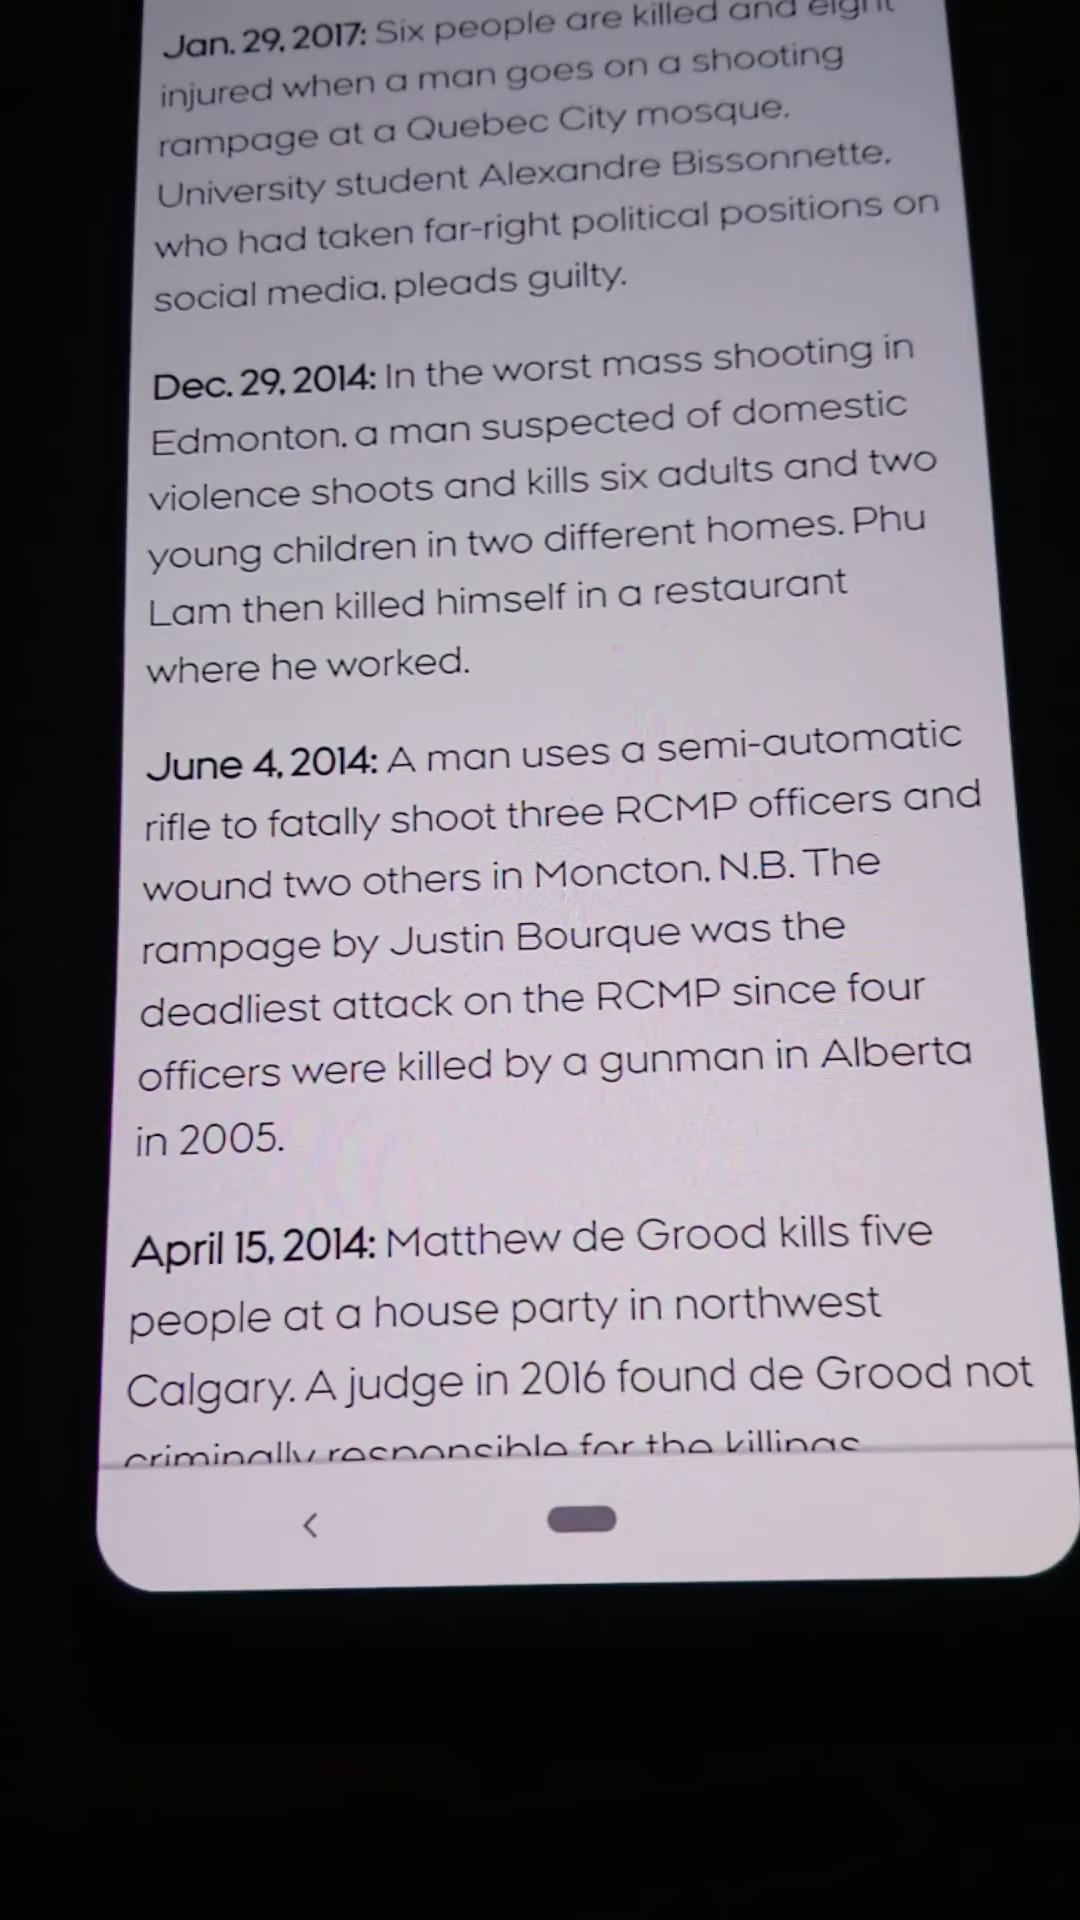 Jan. 29, 2017: Six people are killed and eight
injured when a man goes on a shooting
rampage at a Quebec City mosque.
University student Alexandre Bissonnette,
who had taken far-right political positions on
social media, pleads guilty.
Dec. 29, 2014: In the worst mass shooting in
Edmonton, a man suspected of domestic
violence shoots and kills six adults and two
young children in two different homes. Phu
Lam then killed himself in a restaurant
where he worked.
June 4, 2014: A man uses a semi-automatic
rifle to fatally shoot three RCMP officers and
wound two others in Moncton, N.B. The
rampage by Justin Bourque was the
deadliest attack on the RCMP since four
officers were killed by a gunman in Alberta
in 2005.
April 15, 2014: Matthew de Grood kills five
people at a house party in northwest
Calgary. A judge in 2016 found de Grood not
criminally responsible for the killings